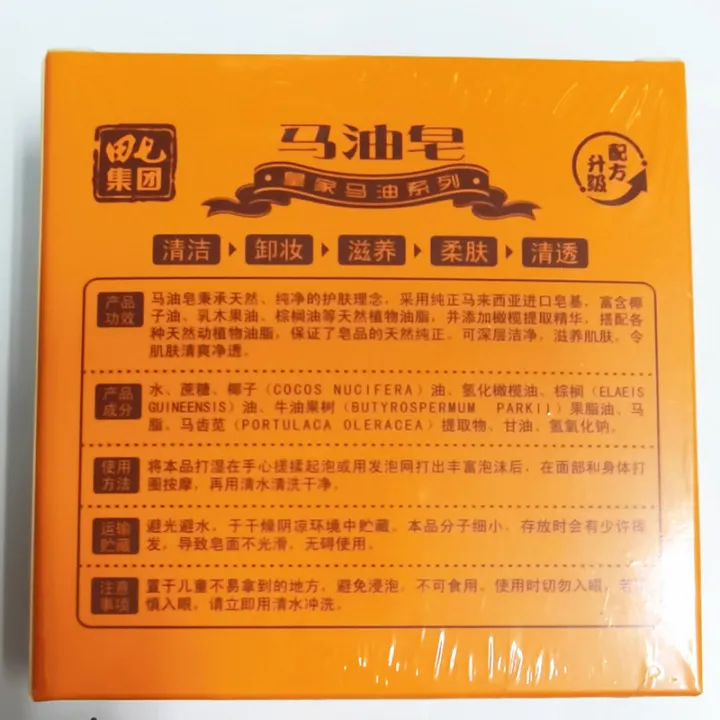 马油皂
皇家马油系列
集团
配方
升级
清洁 卸妆 滋养 柔肤 清透
产品
功效
马油皂秉承天然、纯净的护肤理念，采用纯正马来西亚进口皂基，富含椰
子油、乳木果油、棕榈油等天然植物油脂，并添加橄榄提取精华，搭配各
种天然动植物油脂，保证了皂品的天然纯正。可深层洁净，滋养肌肤，令
肌肤清爽净透。
产品
成分
水、蔗糖、椰子（COCOS NUCIFERA）油、氢化橄榄油、棕榈（ELAEIS
GUINEENSIS）油、牛油果树（BUTYROSPERMUM PARKII）果脂油、马
脂、马齿苋（PORTULACA OLERACEA）提取物、甘油、氢氧化钠。
使用
方法
将本品打湿在手心搓揉起泡或用发泡网打出丰富泡沫后，在面部和身体打
圈按摩，再用清水清洗干净。
运输
贮藏
避光避水，于干燥阴凉环境中贮藏。本品分子细小，存放时会有少许挥
发，导致皂面不光滑，无碍使用。
注意
事项
置于儿童不易拿到的地方，避免浸泡，不可食用。使用时切勿入眼，若
慎入眼，请立即用清水冲洗。